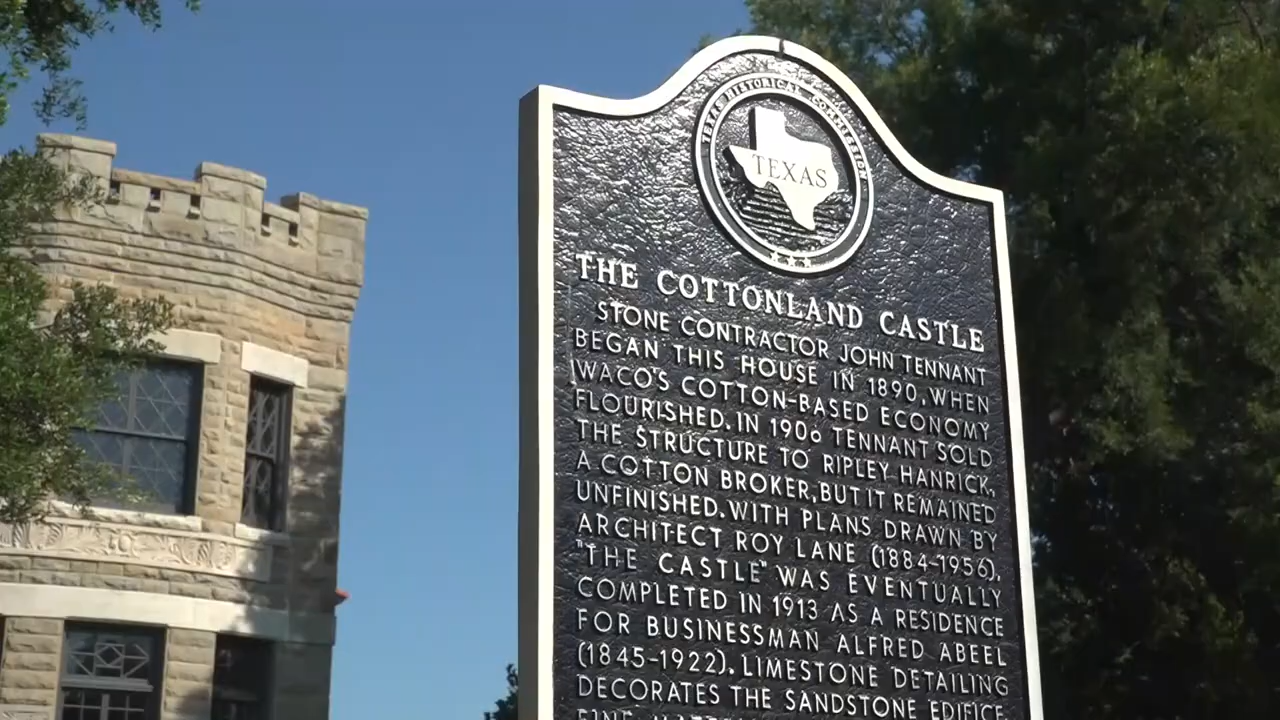 TEXAS HISTORICAL COMMISSION
TEXAS
THE COTTONLAND CASTLE
STONE CONTRACTOR JOHN TENNANT
BEGAN THIS HOUSE IN 1890, WHEN
WACO'S COTTON-BASED ECONOMY
FLOURISHED. IN 1906 TENNANT SOLD
THE STRUCTURE TO RIPLEY HANRICK,
A COTTON BROKER, BUT IT REMAINED
UNFINISHED. WITH PLANS DRAWN BY
ARCHITECT ROY LANE (1884-1956),
"THE CASTLE" WAS EVENTUALLY
COMPLETED IN 1913 AS A RESIDENCE
FOR BUSINESSMAN ALFRED ABEEL
(1845-1922). LIMESTONE DETAILING
DECORATES THE SANDSTONE EDIFICE.
FINE